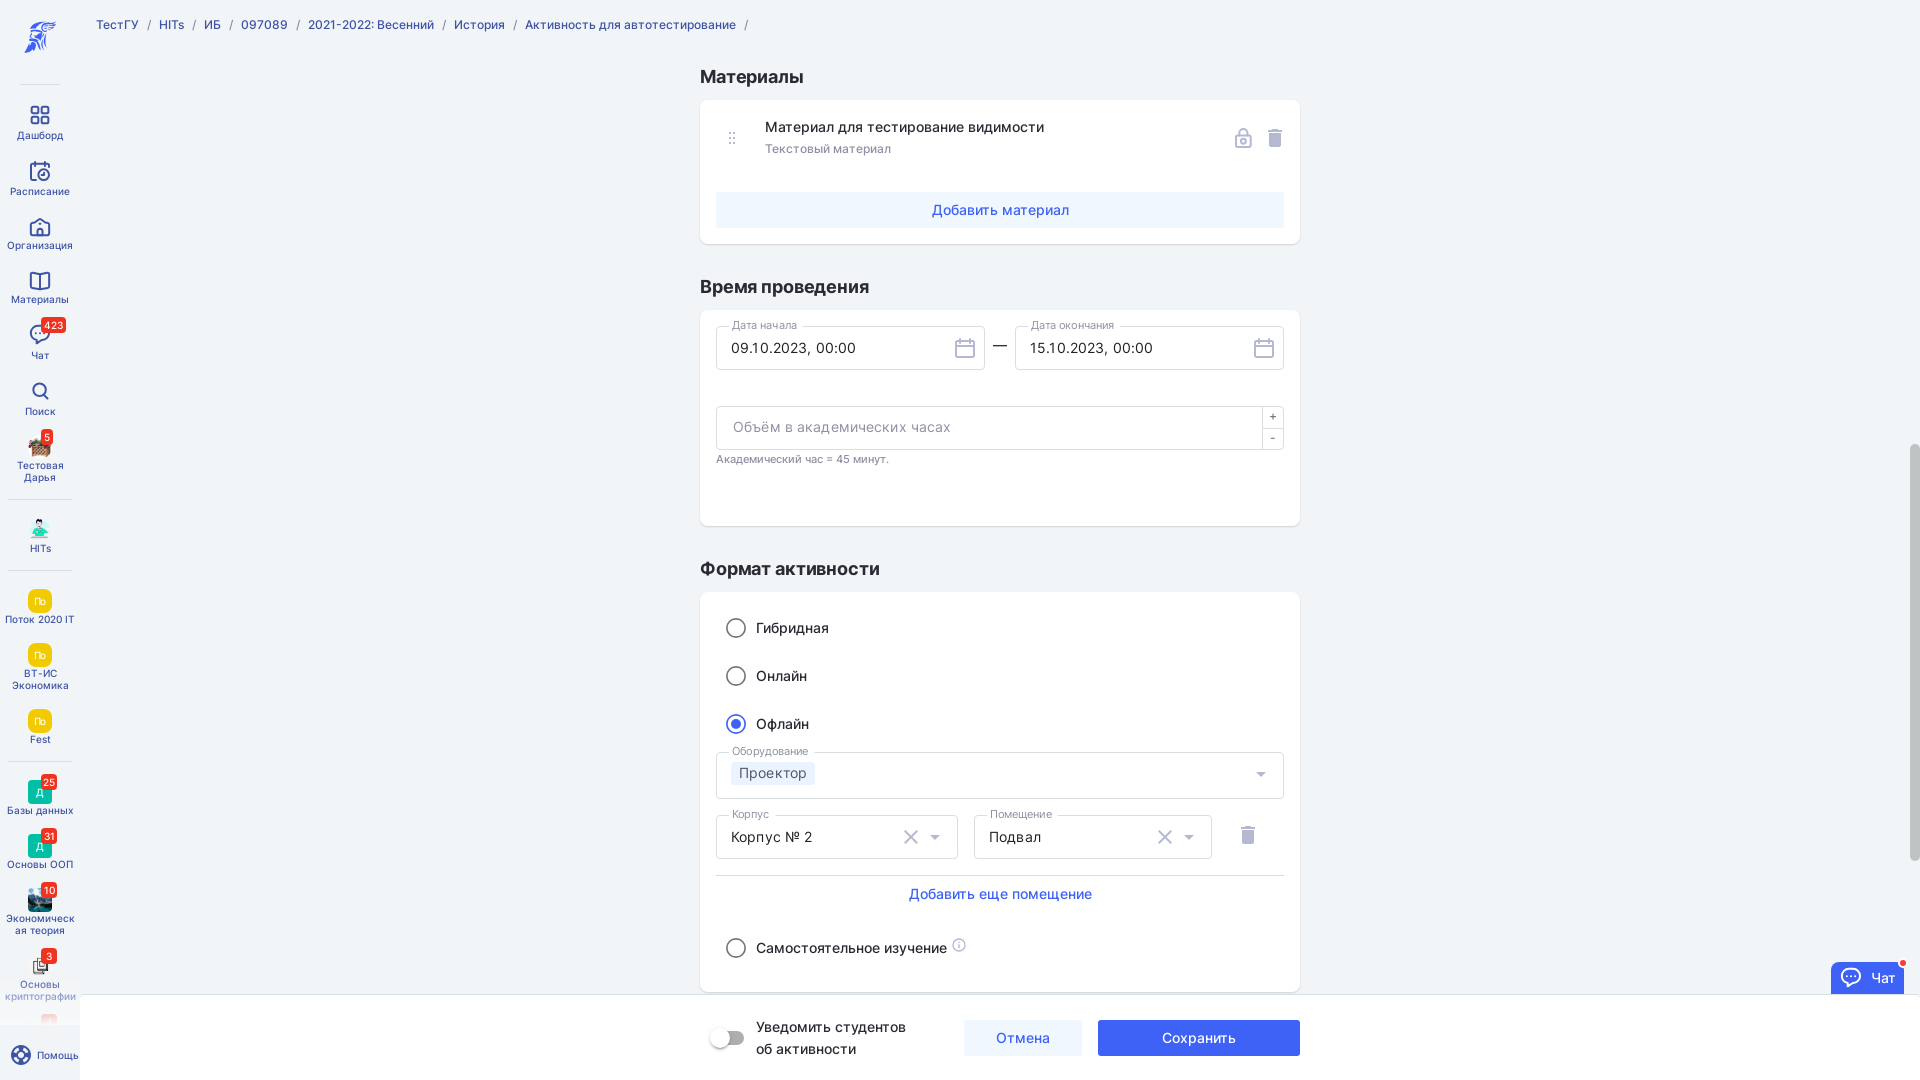 ТестГУ / HITs / ИБ / 097089 / 2021-2022: Весенний / История / Активность для автотестирование /
Дашборд
Расписание
Организация
Материалы
423
Чат
Поиск
5
Тестовая
Дарья
HITs
По
Поток 2020 IT
По
ВТ-ИС
Экономика
По
Fest
25
Д
Базы данных
31
Д
Основы ООП
10
Экономическ
ая теория
3
Основы
криптографии
Помощь
Материалы
Материал для тестирование видимости
Текстовый материал
Добавить материал
Время проведения
Дата начала
09.10.2023, 00:00
—
Дата окончания
15.10.2023, 00:00
Объём в академических часах
+
-
Академический час = 45 минут.
Формат активности
Гибридная
Онлайн
Офлайн
Оборудование
Проектор
Корпус
Корпус № 2
Помещение
Подвал
Добавить еще помещение
Самостоятельное изучение
Чат
Уведомить студентов
об активности
Отмена
Сохранить